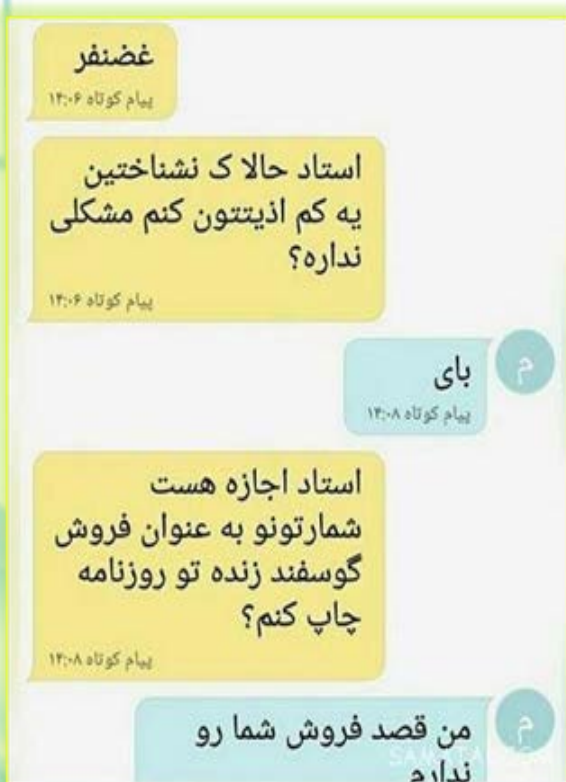 غضنفر
پیام کوتاه ۱۴:۰۶
استاد حالا ک نشناختین
یه کم اذیتتون کنم مشکلی
نداره؟
پیام کوتاه ۱۴:۰۶
م
بای
پیام کوتاه ۱۴:۰۸
استاد اجازه هست
شمارتونو به عنوان فروش
گوسفند زنده تو روزنامه
چاپ کنم؟
پیام کوتاه ۱۴:۰۸
م
من قصد فروش شما رو
ندارم